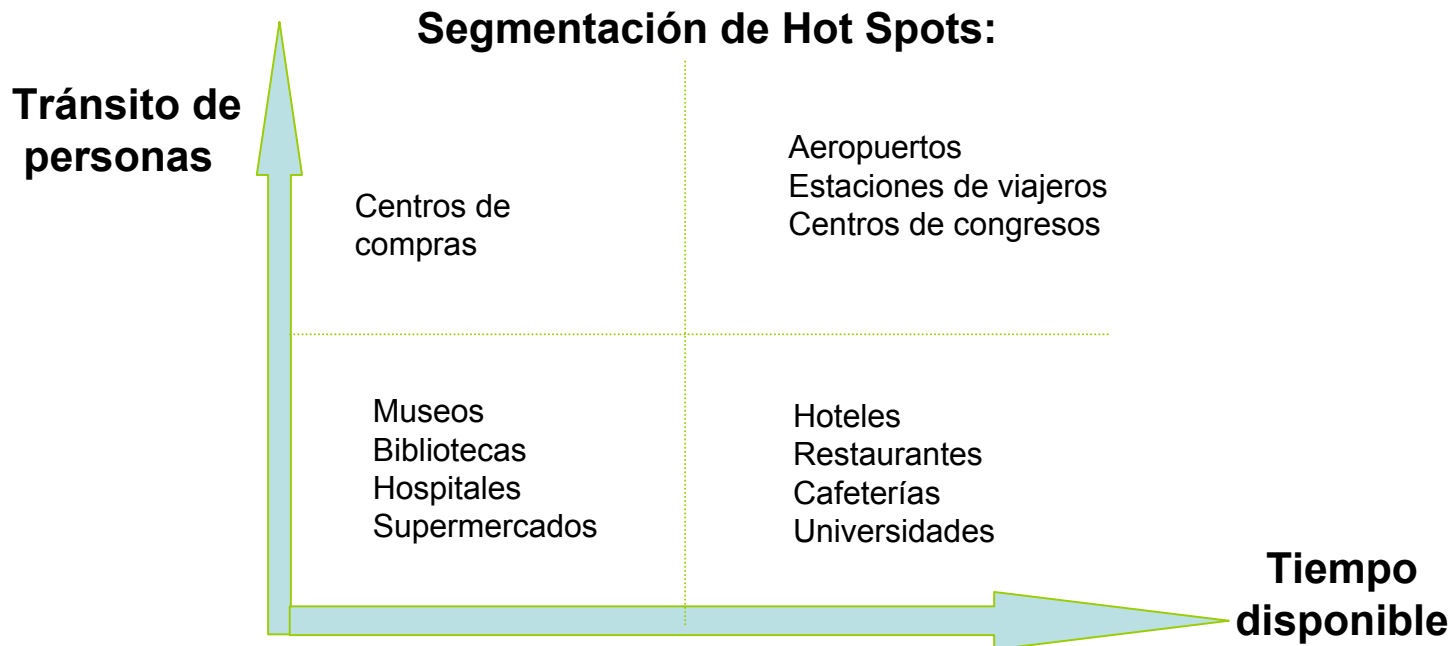 Segmentación de Hot Spots:
Tránsito de
personas
Centros de
compras
Aeropuertos
Estaciones de viajeros
Centros de congresos
Museos
Bibliotecas
Hospitales
Supermercados
Hoteles
Restaurantes
Cafeterías
Universidades
Tiempo
disponible